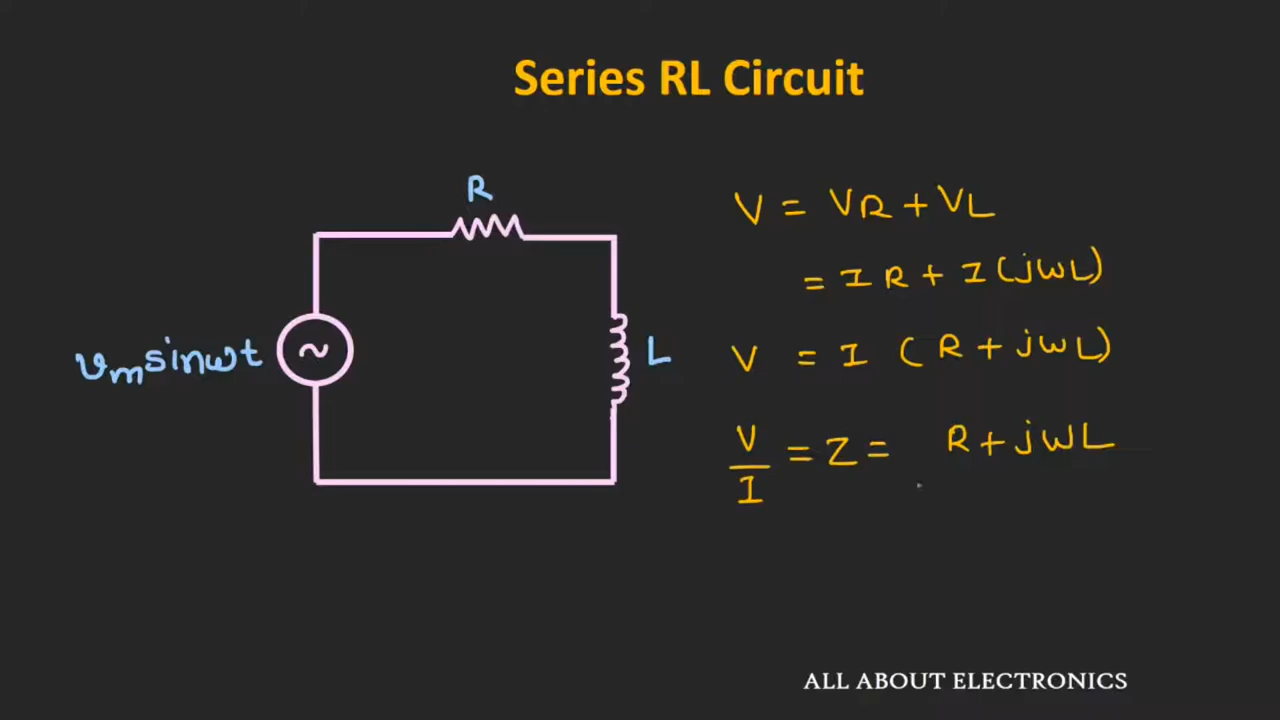 Series RL Circuit
R
L
vmsinωt
V = VR + VL
= IR + I(jωL)
V = I (R + jωL)
V/I = Z = R + jωL
ALL ABOUT ELECTRONICS